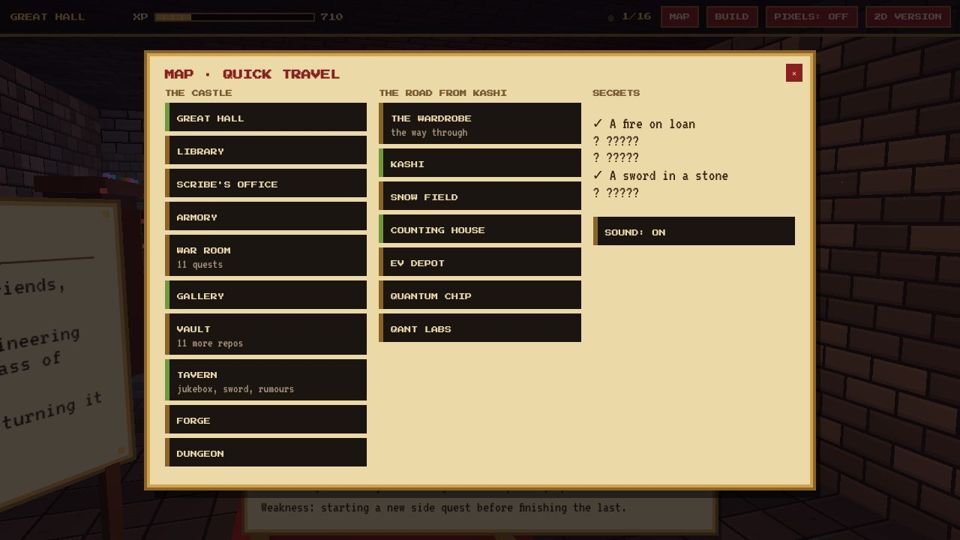 GREAT HALL
XP
710
1/16
MAP
BUILD
PIXELS: OFF
2D VERSION
MAP · QUICK TRAVEL
×
THE CASTLE
GREAT HALL
LIBRARY
SCRIBE'S OFFICE
ARMORY
WAR ROOM
11 quests
GALLERY
VAULT
11 more repos
TAVERN
jukebox, sword, rumours
FORGE
DUNGEON
THE ROAD FROM KASHI
THE WARDROBE
the way through
KASHI
SNOW FIELD
COUNTING HOUSE
EV DEPOT
QUANTUM CHIP
QANT LABS
SECRETS
✓ A fire on loan
? ?????
? ?????
✓ A sword in a stone
? ?????
SOUND: ON
iends,
ineering
ass of
turning it
Weakness: starting a new side quest before finishing the last.